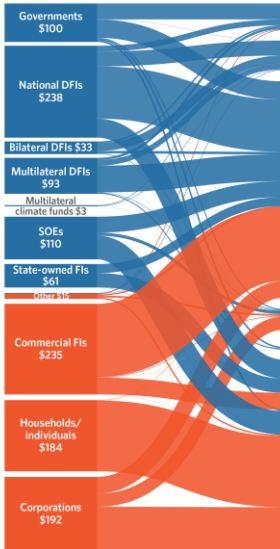 Governments
$100
National DFIs
$238
Bilateral DFIs $33
Multilateral DFIs
$93
Multilateral
climate funds $3
SOEs
$110
State-owned FIs
$61
Other $15
Commercial FIs
$235
Households/
individuals
$184
Corporations
$192